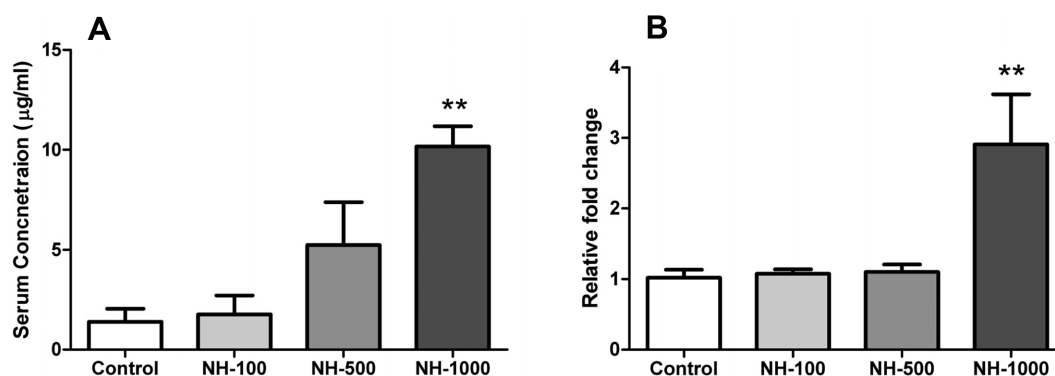 A
Serum Concnetraion (μg/ml)
15
10
5
0
**
Control NH-100 NH-500 NH-1000
B
Relative fold change
4
3
2
1
0
**
Control NH-100 NH-500 NH-1000